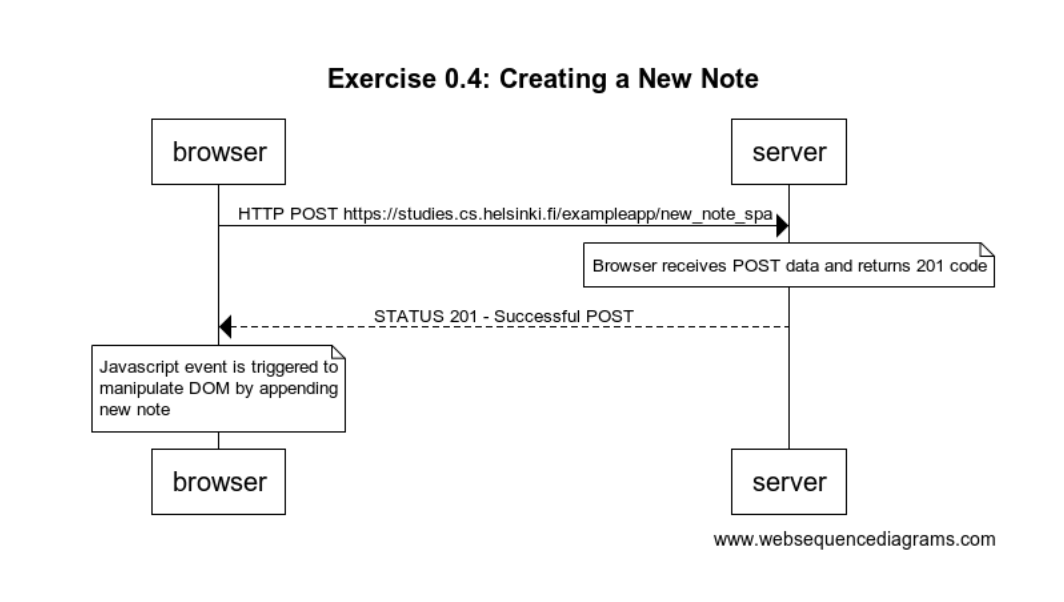 Exercise 0.4: Creating a New Note
browser
server
HTTP POST https://studies.cs.helsinki.fi/exampleapp/new_note_spa
Browser receives POST data and returns 201 code
STATUS 201 - Successful POST
Javascript event is triggered to
manipulate DOM by appending
new note
browser
server
www.websequencediagrams.com